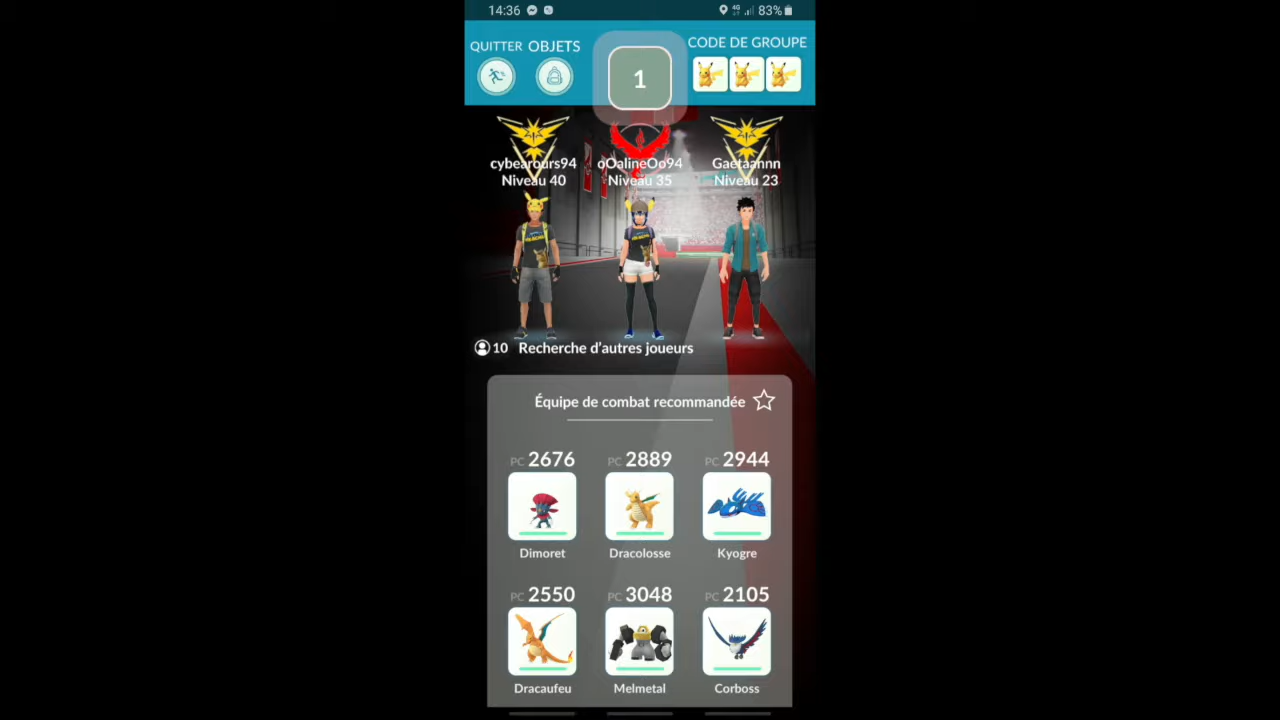 14:36 4G 83%
QUITTER OBJETS 1 CODE DE GROUPE
cybearours94 oOalineOo94 Gaetaannn
Niveau 40 Niveau 35 Niveau 23
10 Recherche d'autres joueurs
Équipe de combat recommandée
PC 2676 PC 2889 PC 2944
Dimoret Dracolosse Kyogre
PC 2550 PC 3048 PC 2105
Dracaufeu Melmetal Corboss